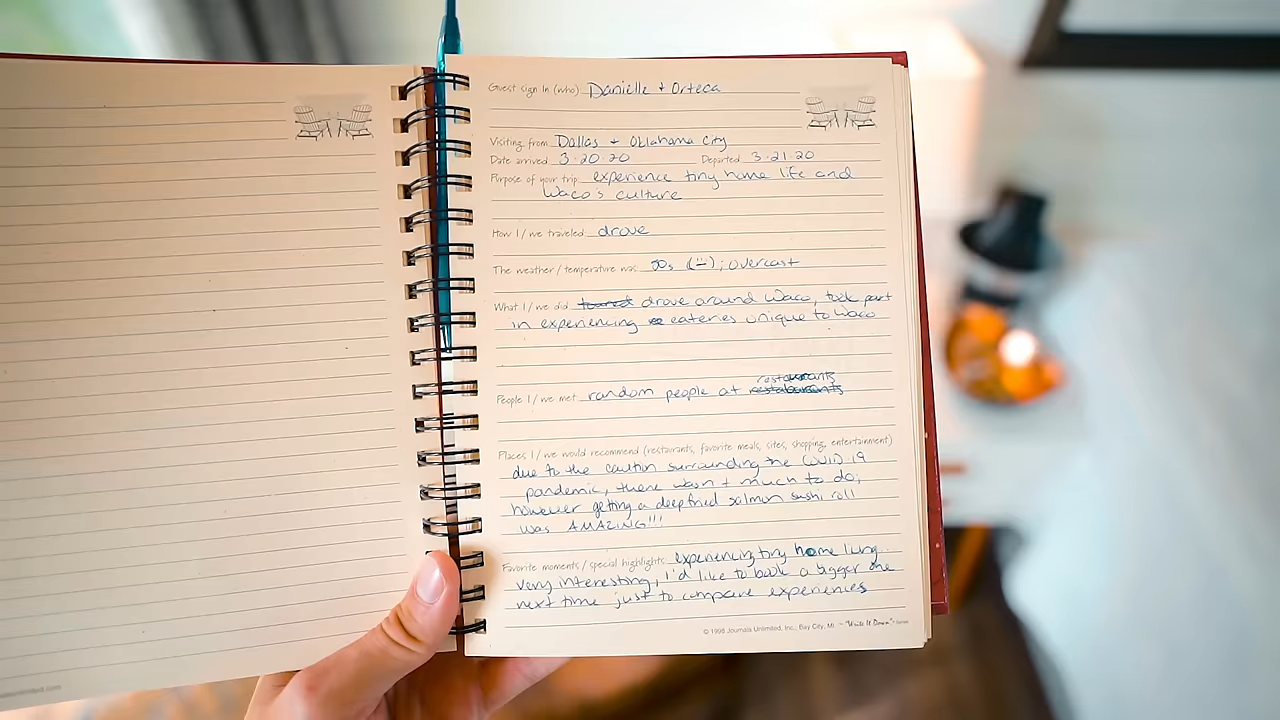 Guest sign in (who) Danielle + Orteca
Visiting from Dallas + Oklahoma City
Date arrived 3·20·20 Departed 3·21·20
Purpose of your trip experience tiny home life and
Waco's culture
How I/we traveled drove
The weather / temperature was 50s (; overcast
What I/we did toured drove around Waco, took part
in experiencing eateries unique to Waco
restaurants
People I/we met random people at restaurants
Places I/we would recommend (restaurants, favorite meals, sites, shopping, entertainment)
due to the caution surrounding the COVID 19
pandemic, there wasn't much to do;
however getting a deepfried salmon sushi roll
was AMAZING!!!
Favorite moments / special highlights experiencing tiny home
very interesting, i'd like to book a bigger one
next time just to compare experiences
© 1998 Journals Unlimited, Inc., Bay City, MI ~ "Write It Down" ® Series